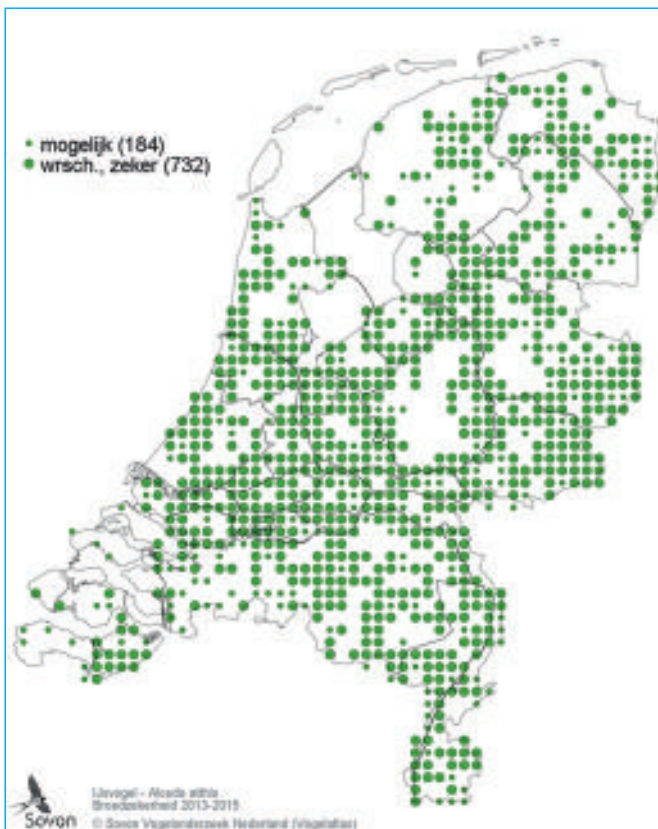 mogelijk (184)
wrsch., zeker (732)
IJsvogel - Alcedo atthis
Broedzekerheid 2013-2015
© Sovon Vogelonderzoek Nederland (Vogelatlas)
Sovon